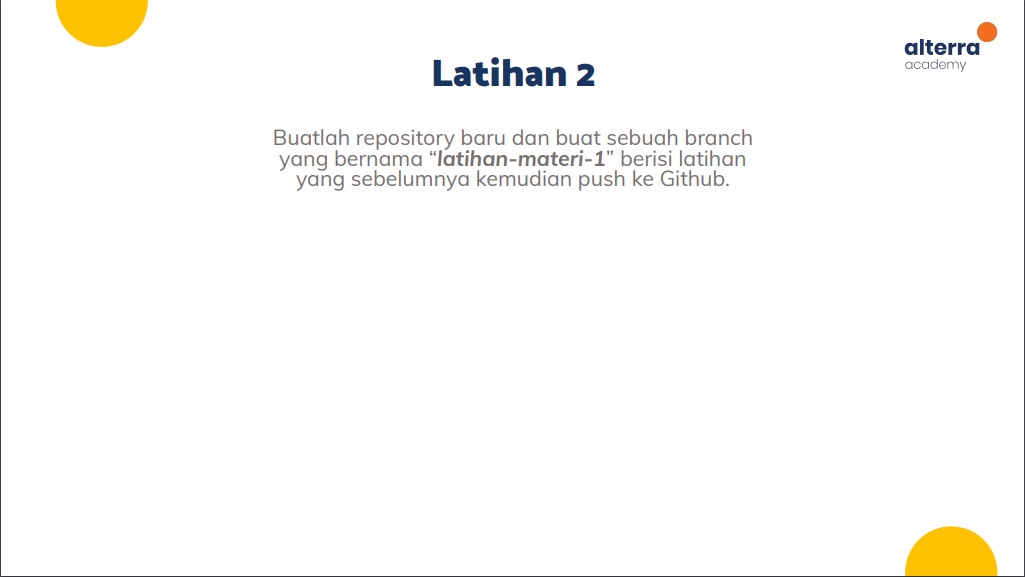 alterra
academy
Latihan 2
Buatlah repository baru dan buat sebuah branch
yang bernama “latihan-materi-1” berisi latihan
yang sebelumnya kemudian push ke Github.